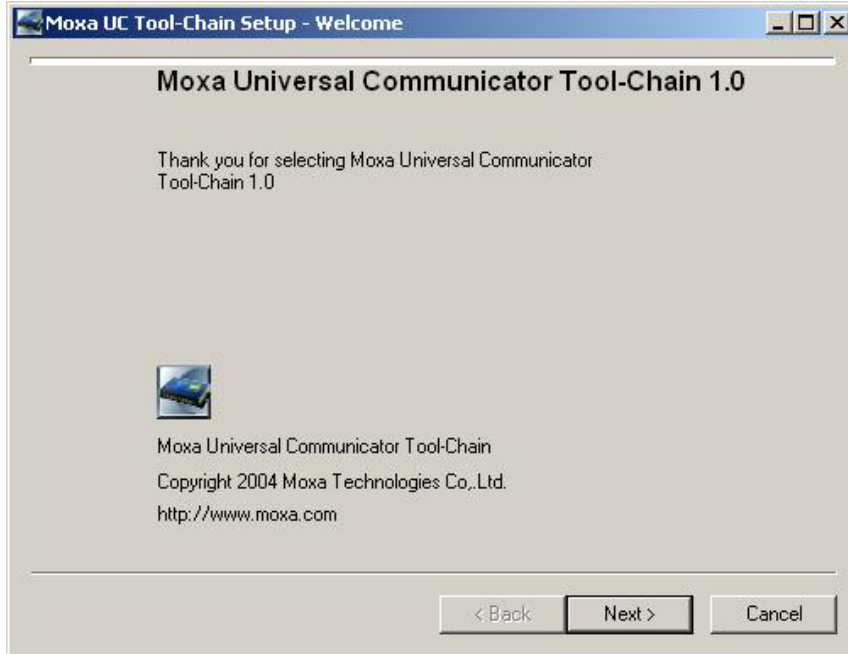 Moxa UC Tool-Chain Setup - Welcome
Moxa Universal Communicator Tool-Chain 1.0
Thank you for selecting Moxa Universal Communicator
Tool-Chain 1.0
Moxa Universal Communicator Tool-Chain
Copyright 2004 Moxa Technologies Co,.Ltd.
http://www.moxa.com
< Back Next > Cancel